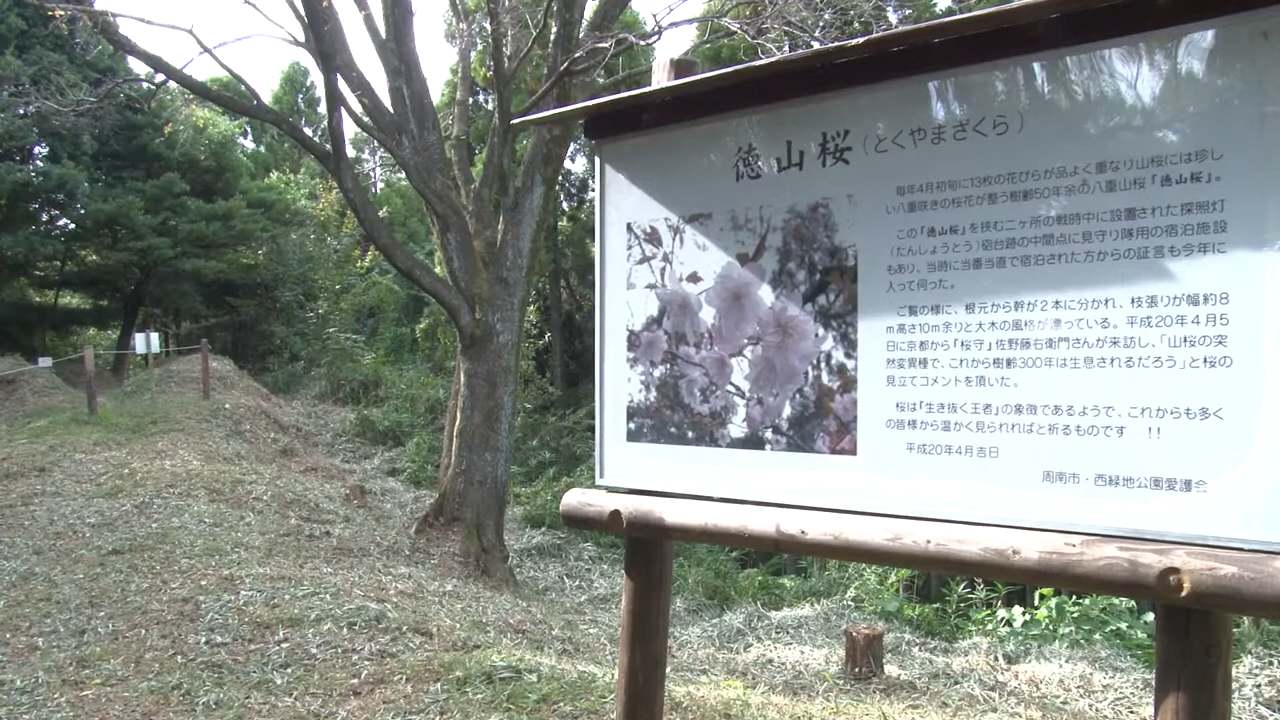 徳山桜(とくやまざくら)
毎年4月初旬に13枚の花びらが品よく重なり山桜には珍し
い八重咲きの桜花が整う樹齢50年余の八重山桜「徳山桜」。
この「徳山桜」を挟む二ヶ所の戦時中に設置された探照灯
(たんしょうとう)砲台跡の中間点に見守り隊用の宿泊施設
もあり、当時に当番当直で宿泊された方からの証言も今年に
入って伺った。
ご覧の様に、根元から幹が2本に分かれ、枝張りが幅約8
m高さ10m余りと大木の風格が漂っている。平成20年4月5
日に京都から「桜守」佐野藤右衛門さんが来訪し、「山桜の突
然変異種で、これから樹齢300年は生息されるだろう」と桜の
見立てコメントを頂いた。
桜は「生き抜く王者」の象徴であるようで、これからも多く
の皆様から温かく見られればと祈るものです !!
平成20年4月吉日
周南市・西緑地公園愛護会